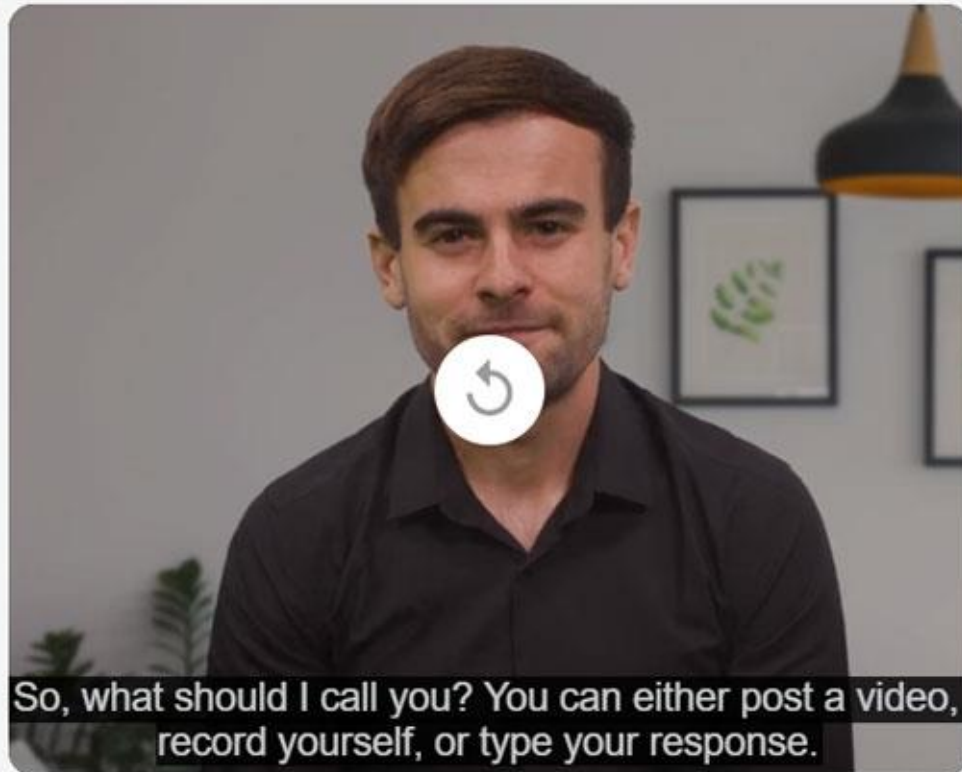 So, what should I call you? You can either post a video,
record yourself, or type your response.